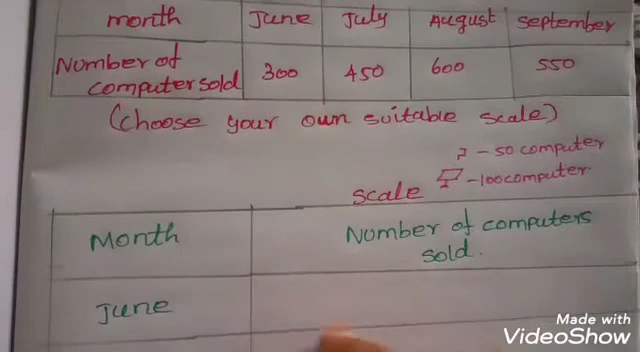 month June July August September
Number of
computer sold 300 450 600 550
(Choose your own suitable scale)
- 50 computer
scale - 100 computer
Month Number of computers
sold.
June
Made with
VideoShow